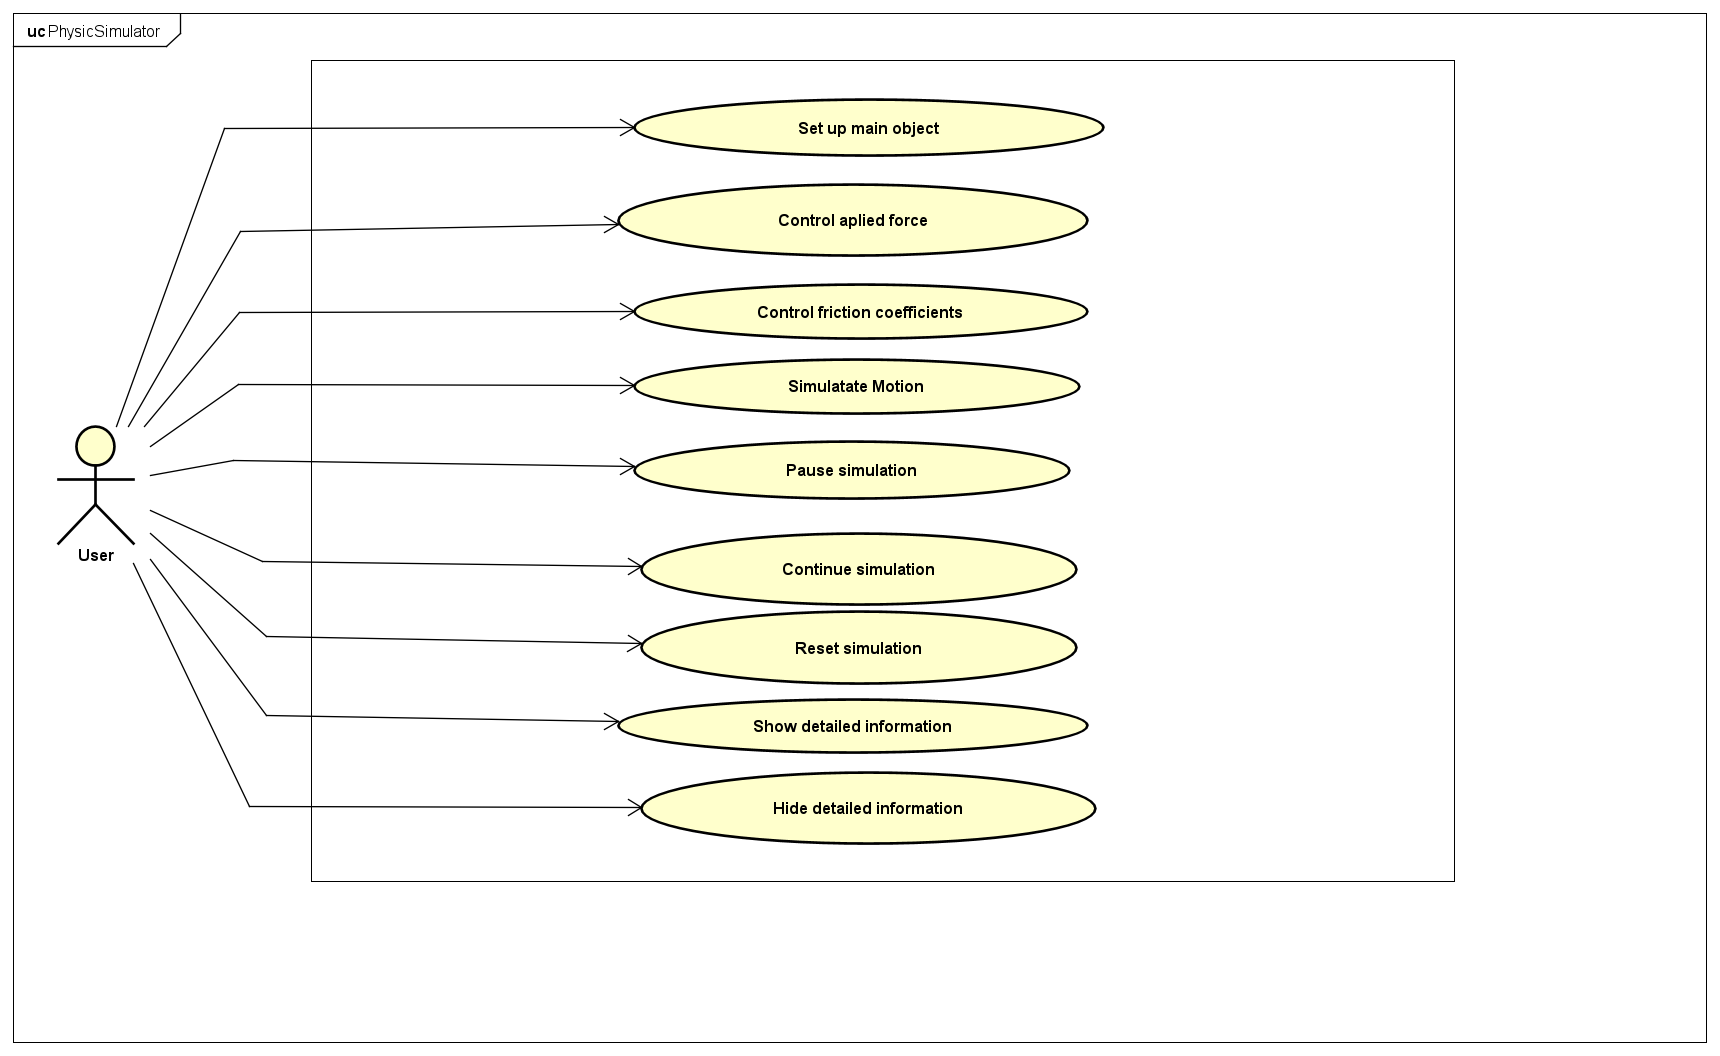 uc PhysicSimulator
Set up main object
Control aplied force
Control friction coefficients
Simulatate Motion
Pause simulation
User
Continue simulation
Reset simulation
Show detailed information
Hide detailed information